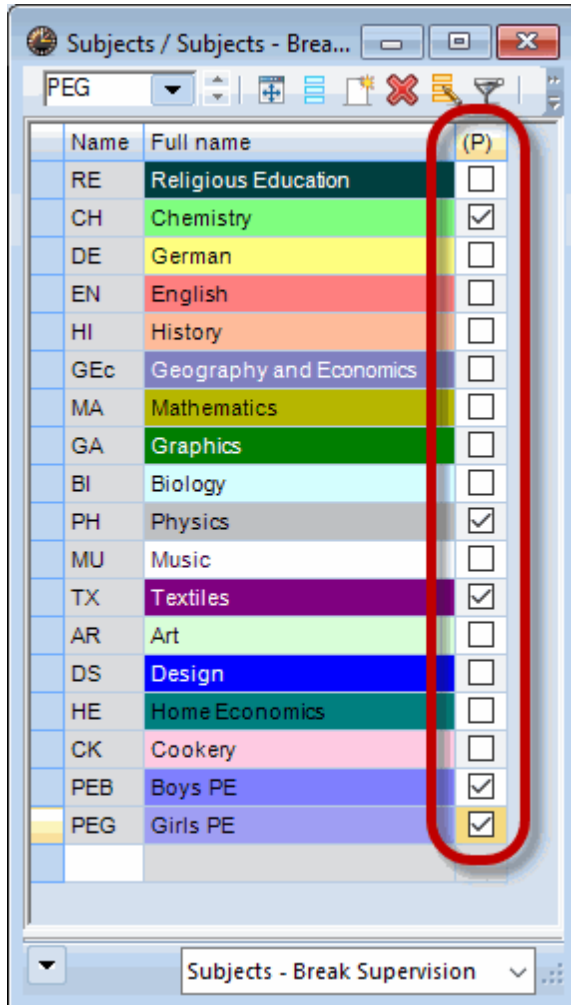 Subjects / Subjects - Brea...
PEG
Name Full name (P)
RE Religious Education
CH Chemistry
DE German
EN English
HI History
GEc Geography and Economics
MA Mathematics
GA Graphics
BI Biology
PH Physics
MU Music
TX Textiles
AR Art
DS Design
HE Home Economics
CK Cookery
PEB Boys PE
PEG Girls PE
Subjects - Break Supervision